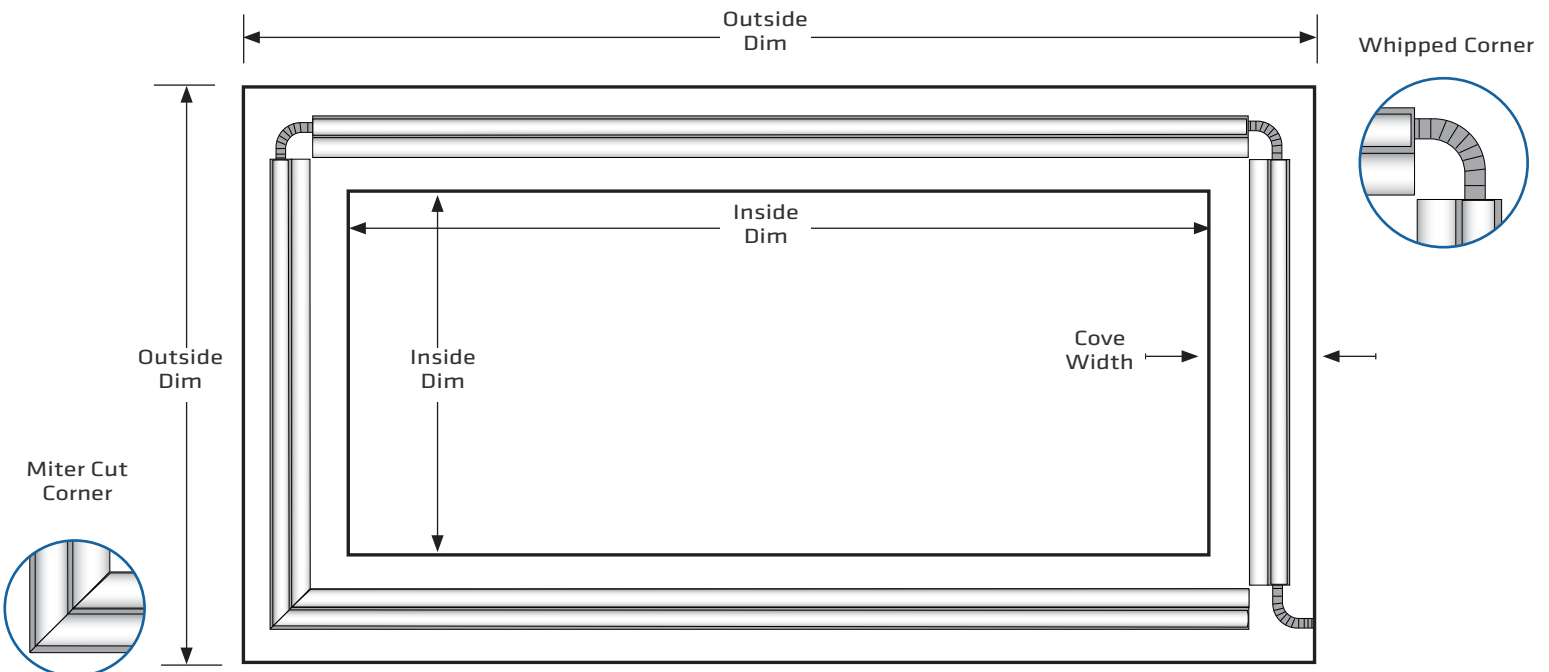 Outside
Dim
Whipped Corner
Inside
Dim
Outside
Dim
Inside
Dim
Cove
Width
Miter Cut
Corner